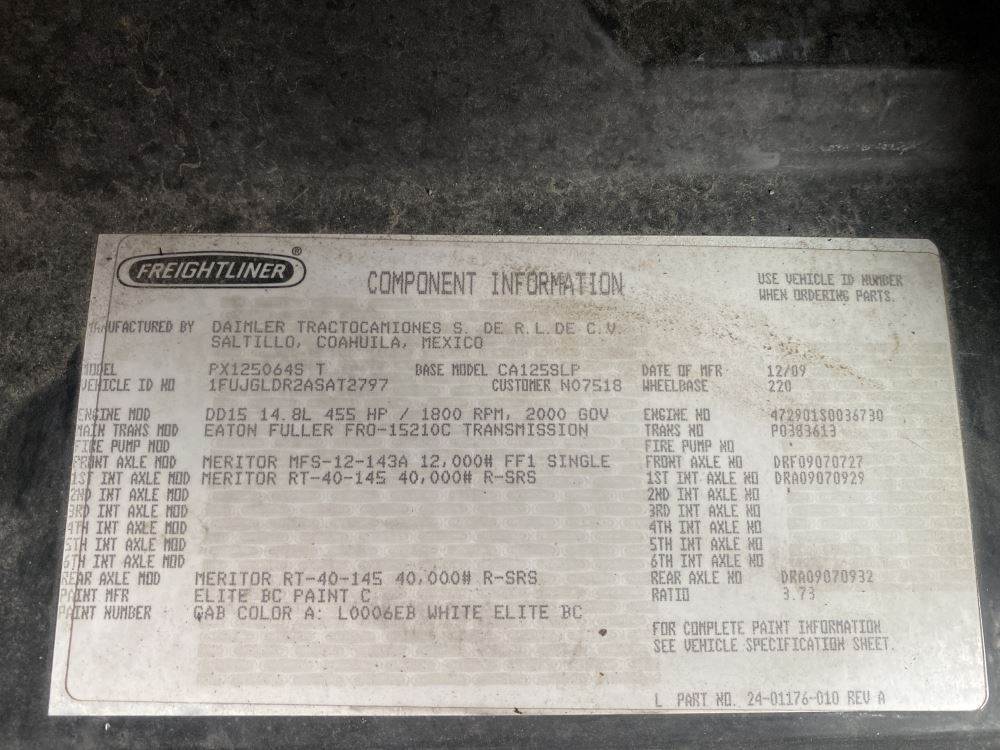 FREIGHTLINER ®
COMPONENT INFORMATION
USE VEHICLE ID NUMBER
WHEN ORDERING PARTS.
MANUFACTURED BY DAIMLER TRACTOCAMIONES S. DE R.L.DE C.V.
SALTILLO, COAHUILA, MEXICO
MODEL PX125064S T BASE MODEL CA125SLP DATE OF MFR 12/09
VEHICLE ID NO 1FUJGLDR2ASAT2797 CUSTOMER NO7518 WHEELBASE 220
ENGINE MOD DD15 14.8L 455 HP / 1800 RPM, 2000 GOV ENGINE NO 472901S0036730
MAIN TRANS MOD EATON FULLER FRO-15210C TRANSMISSION TRANS NO P0383613
FIRE PUMP MOD FIRE PUMP NO
FRONT AXLE MOD MERITOR MFS-12-143A 12,000# FF1 SINGLE FRONT AXLE NO DRF09070727
1ST INT AXLE MOD MERITOR RT-40-145 40,000# R-SRS 1ST INT AXLE NO DRA09070929
2ND INT AXLE MOD 2ND INT AXLE NO
3RD INT AXLE MOD 3RD INT AXLE NO
4TH INT AXLE MOD 4TH INT AXLE NO
5TH INT AXLE MOD 5TH INT AXLE NO
6TH INT AXLE MOD 6TH INT AXLE NO
REAR AXLE MOD MERITOR RT-40-145 40,000# R-SRS REAR AXLE NO DRA09070932
PAINT MFR ELITE BC PAINT C RATIO 3.73
PAINT NUMBER CAB COLOR A: L0006EB WHITE ELITE BC
FOR COMPLETE PAINT INFORMATION
SEE VEHICLE SPECIFICATION SHEET.
L PART NO. 24-01176-010 REV A